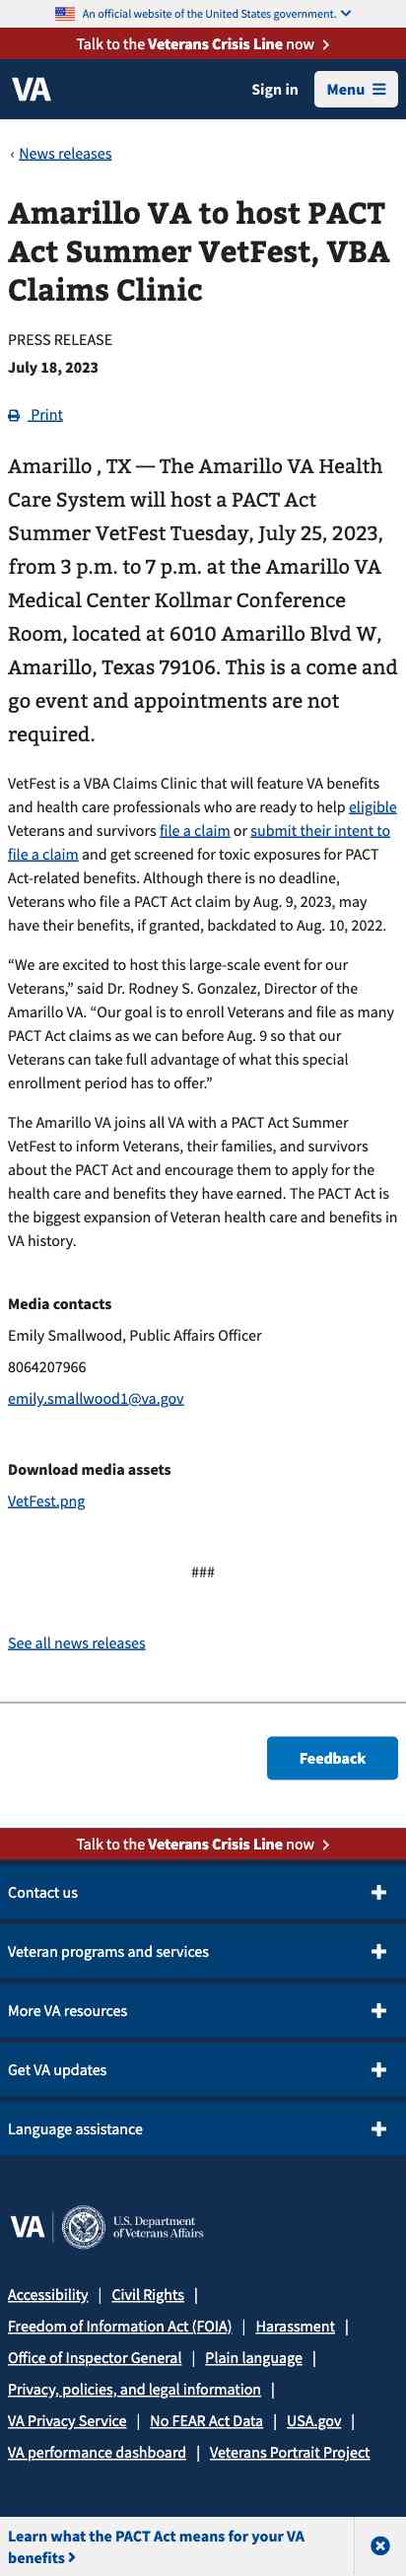 An official website of the United States government.
Talk to the Veterans Crisis Line now
VA
Sign in
Menu
‹ News releases
Amarillo VA to host PACT
Act Summer VetFest, VBA
Claims Clinic
PRESS RELEASE
July 18, 2023
Print
Amarillo , TX — The Amarillo VA Health
Care System will host a PACT Act
Summer VetFest Tuesday, July 25, 2023,
from 3 p.m. to 7 p.m. at the Amarillo VA
Medical Center Kollmar Conference
Room, located at 6010 Amarillo Blvd W,
Amarillo, Texas 79106. This is a come and
go event and appointments are not
required.
VetFest is a VBA Claims Clinic that will feature VA benefits
and health care professionals who are ready to help eligible
Veterans and survivors file a claim or submit their intent to
file a claim and get screened for toxic exposures for PACT
Act-related benefits. Although there is no deadline,
Veterans who file a PACT Act claim by Aug. 9, 2023, may
have their benefits, if granted, backdated to Aug. 10, 2022.
“We are excited to host this large-scale event for our
Veterans,” said Dr. Rodney S. Gonzalez, Director of the
Amarillo VA. “Our goal is to enroll Veterans and file as many
PACT Act claims as we can before Aug. 9 so that our
Veterans can take full advantage of what this special
enrollment period has to offer.”
The Amarillo VA joins all VA with a PACT Act Summer
VetFest to inform Veterans, their families, and survivors
about the PACT Act and encourage them to apply for the
health care and benefits they have earned. The PACT Act is
the biggest expansion of Veteran health care and benefits in
VA history.
Media contacts
Emily Smallwood, Public Affairs Officer
8064207966
emily.smallwood1@va.gov
Download media assets
VetFest.png
###
See all news releases
Feedback
Talk to the Veterans Crisis Line now
Contact us
Veteran programs and services
More VA resources
Get VA updates
Language assistance
VA
U.S. Department
of Veterans Affairs
Accessibility | Civil Rights |
Freedom of Information Act (FOIA) | Harassment |
Office of Inspector General | Plain language |
Privacy, policies, and legal information |
VA Privacy Service | No FEAR Act Data | USA.gov |
VA performance dashboard | Veterans Portrait Project
Learn what the PACT Act means for your VA
benefits